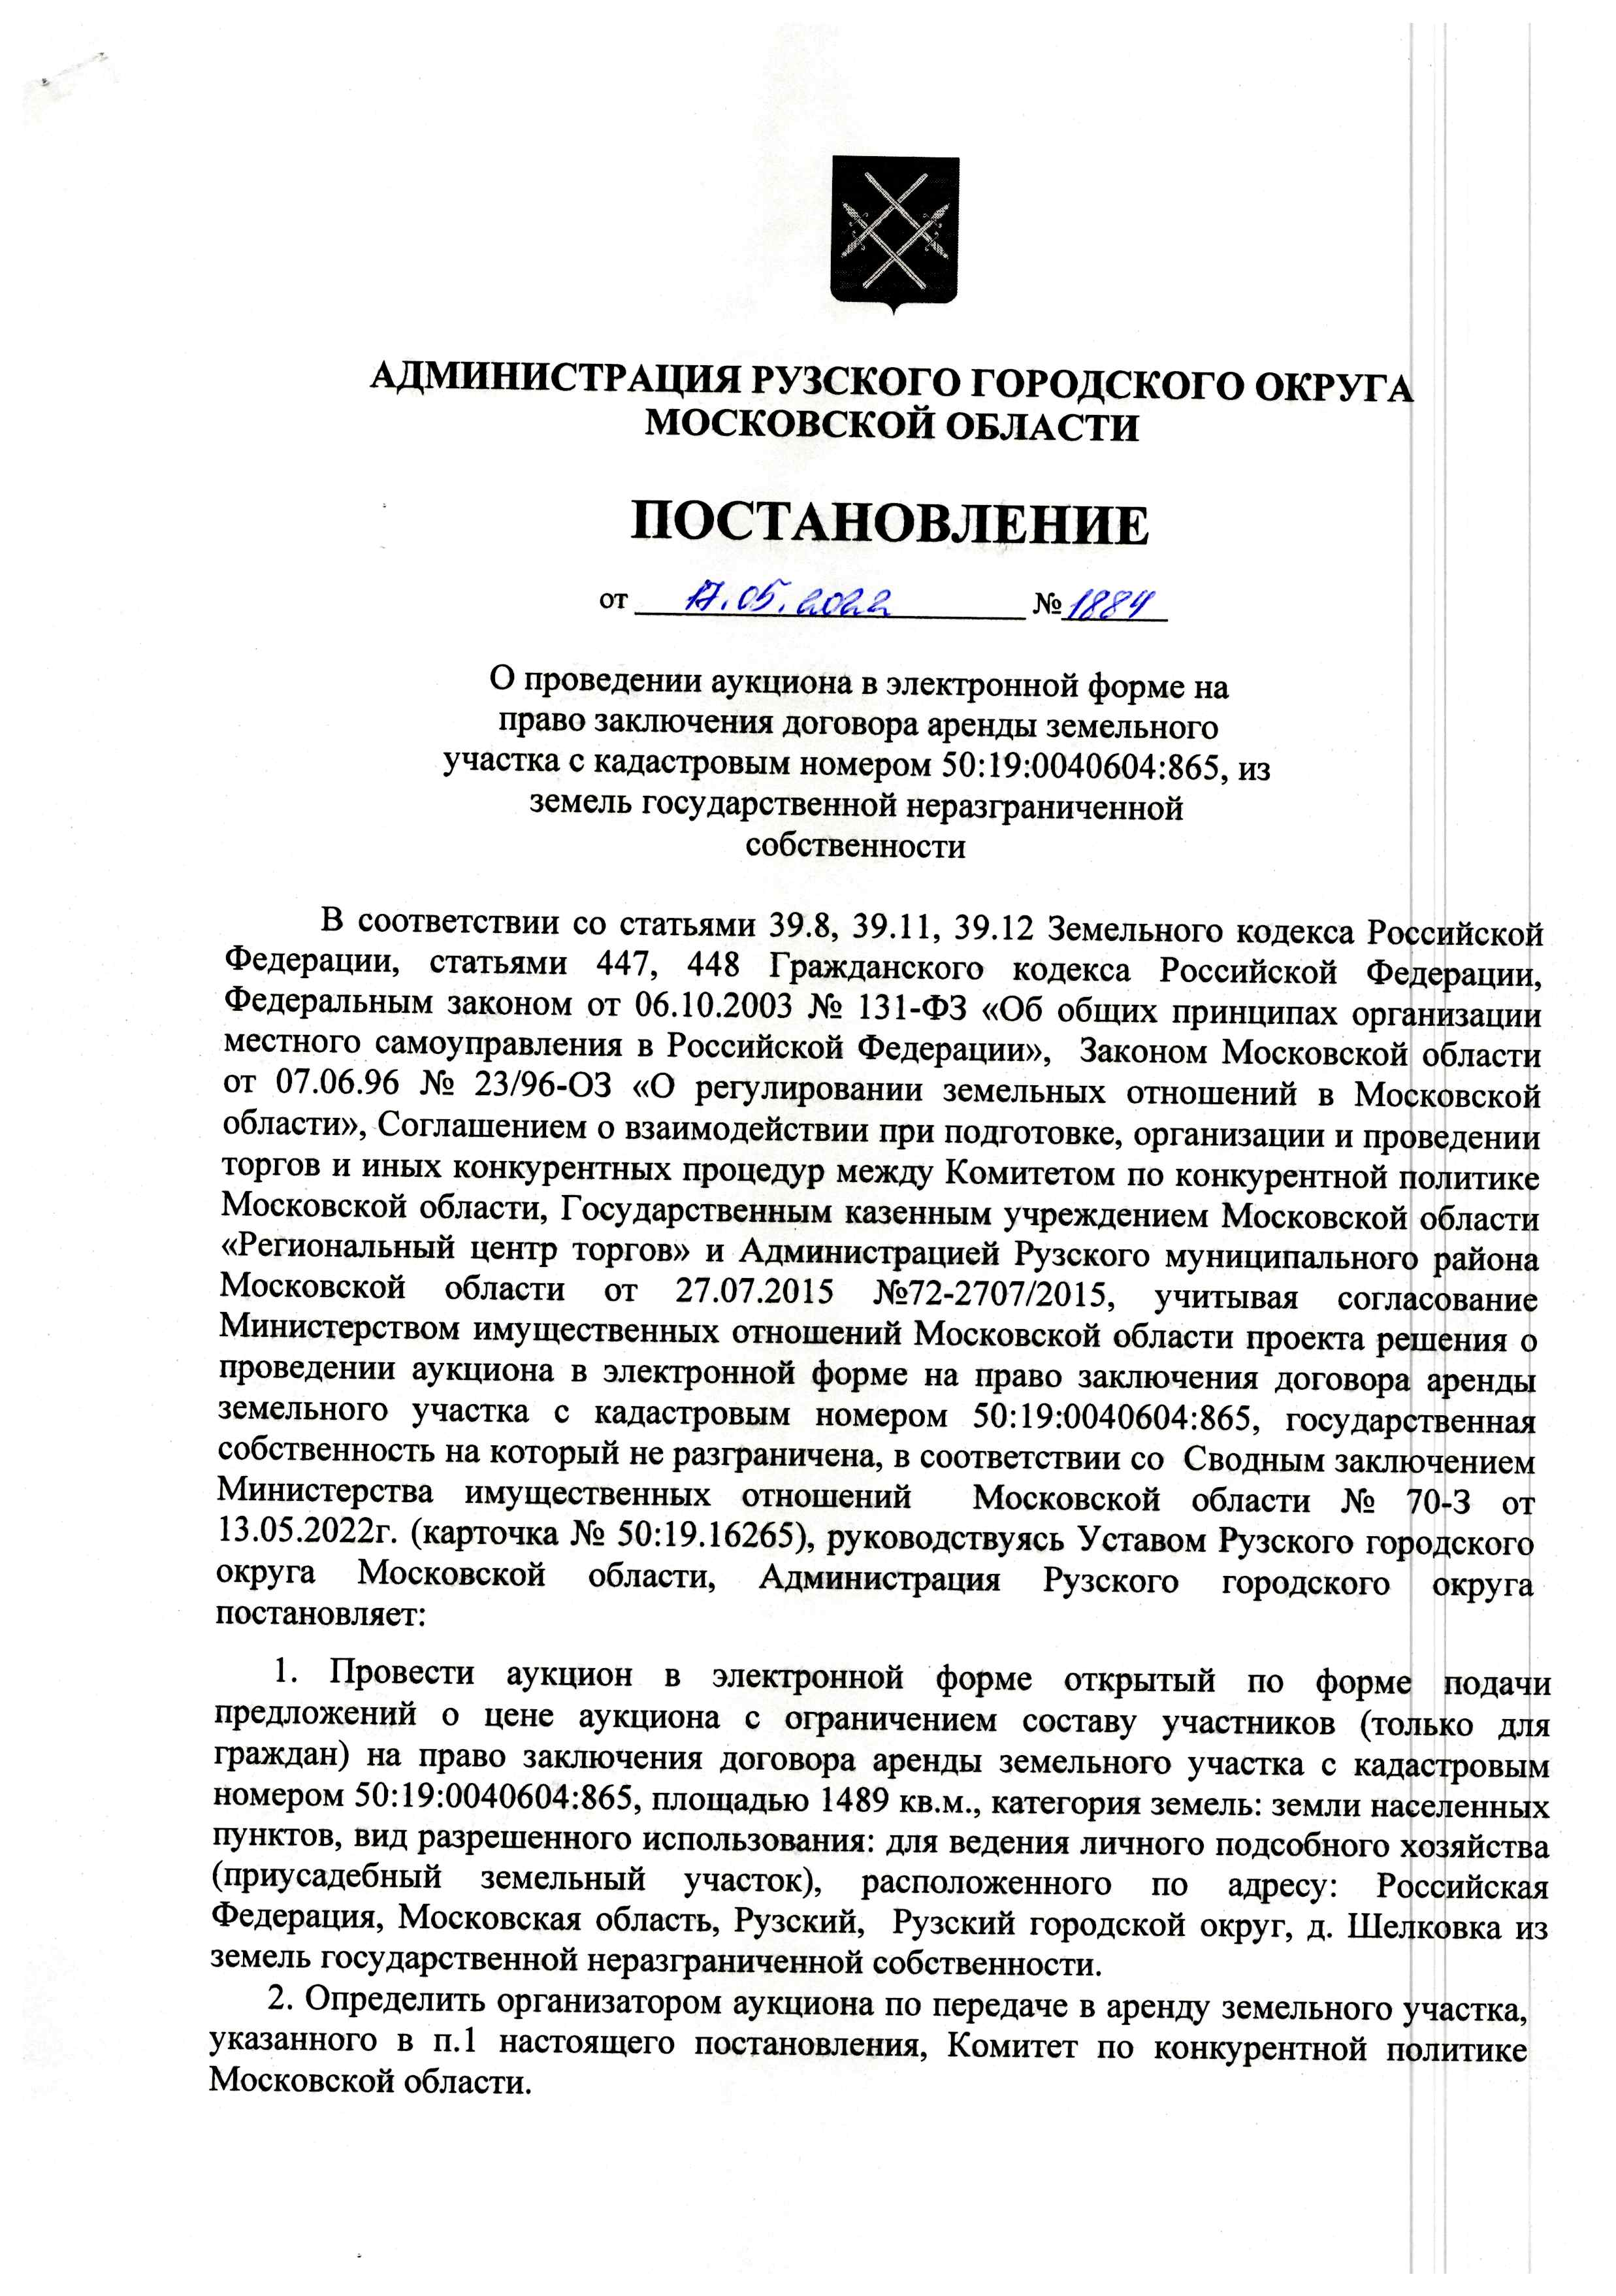 АДМИНИСТРАЦИЯ РУЗСКОГО ГОРОДСКОГО ОКРУГА
МОСКОВСКОЙ ОБЛАСТИ
ПОСТАНОВЛЕНИЕ
от 17.05.2022 № 1884
О проведении аукциона в электронной форме на
право заключения договора аренды земельного
участка с кадастровым номером 50:19:0040604:865, из
земель государственной неразграниченной
собственности
В соответствии со статьями 39.8, 39.11, 39.12 Земельного кодекса Российской
Федерации, статьями 447, 448 Гражданского кодекса Российской Федерации,
Федеральным законом от 06.10.2003 № 131-ФЗ «Об общих принципах организации
местного самоуправления в Российской Федерации», Законом Московской области
от 07.06.96 № 23/96-ОЗ «О регулировании земельных отношений в Московской
области», Соглашением о взаимодействии при подготовке, организации и проведении
торгов и иных конкурентных процедур между Комитетом по конкурентной политике
Московской области, Государственным казенным учреждением Московской области
«Региональный центр торгов» и Администрацией Рузского муниципального района
Московской области от 27.07.2015 №72-2707/2015, учитывая согласование
Министерством имущественных отношений Московской области проекта решения о
проведении аукциона в электронной форме на право заключения договора аренды
земельного участка с кадастровым номером 50:19:0040604:865, государственная
собственность на который не разграничена, в соответствии со Сводным заключением
Министерства имущественных отношений Московской области № 70-З от
13.05.2022г. (карточка № 50:19.16265), руководствуясь Уставом Рузского городского
округа Московской области, Администрация Рузского городского округа
постановляет:
1. Провести аукцион в электронной форме открытый по форме подачи
предложений о цене аукциона с ограничением составу участников (только для
граждан) на право заключения договора аренды земельного участка с кадастровым
номером 50:19:0040604:865, площадью 1489 кв.м., категория земель: земли населенных
пунктов, вид разрешенного использования: для ведения личного подсобного хозяйства
(приусадебный земельный участок), расположенного по адресу: Российская
Федерация, Московская область, Рузский, Рузский городской округ, д. Шелковка из
земель государственной неразграниченной собственности.
2. Определить организатором аукциона по передаче в аренду земельного участка,
указанного в п.1 настоящего постановления, Комитет по конкурентной политике
Московской области.